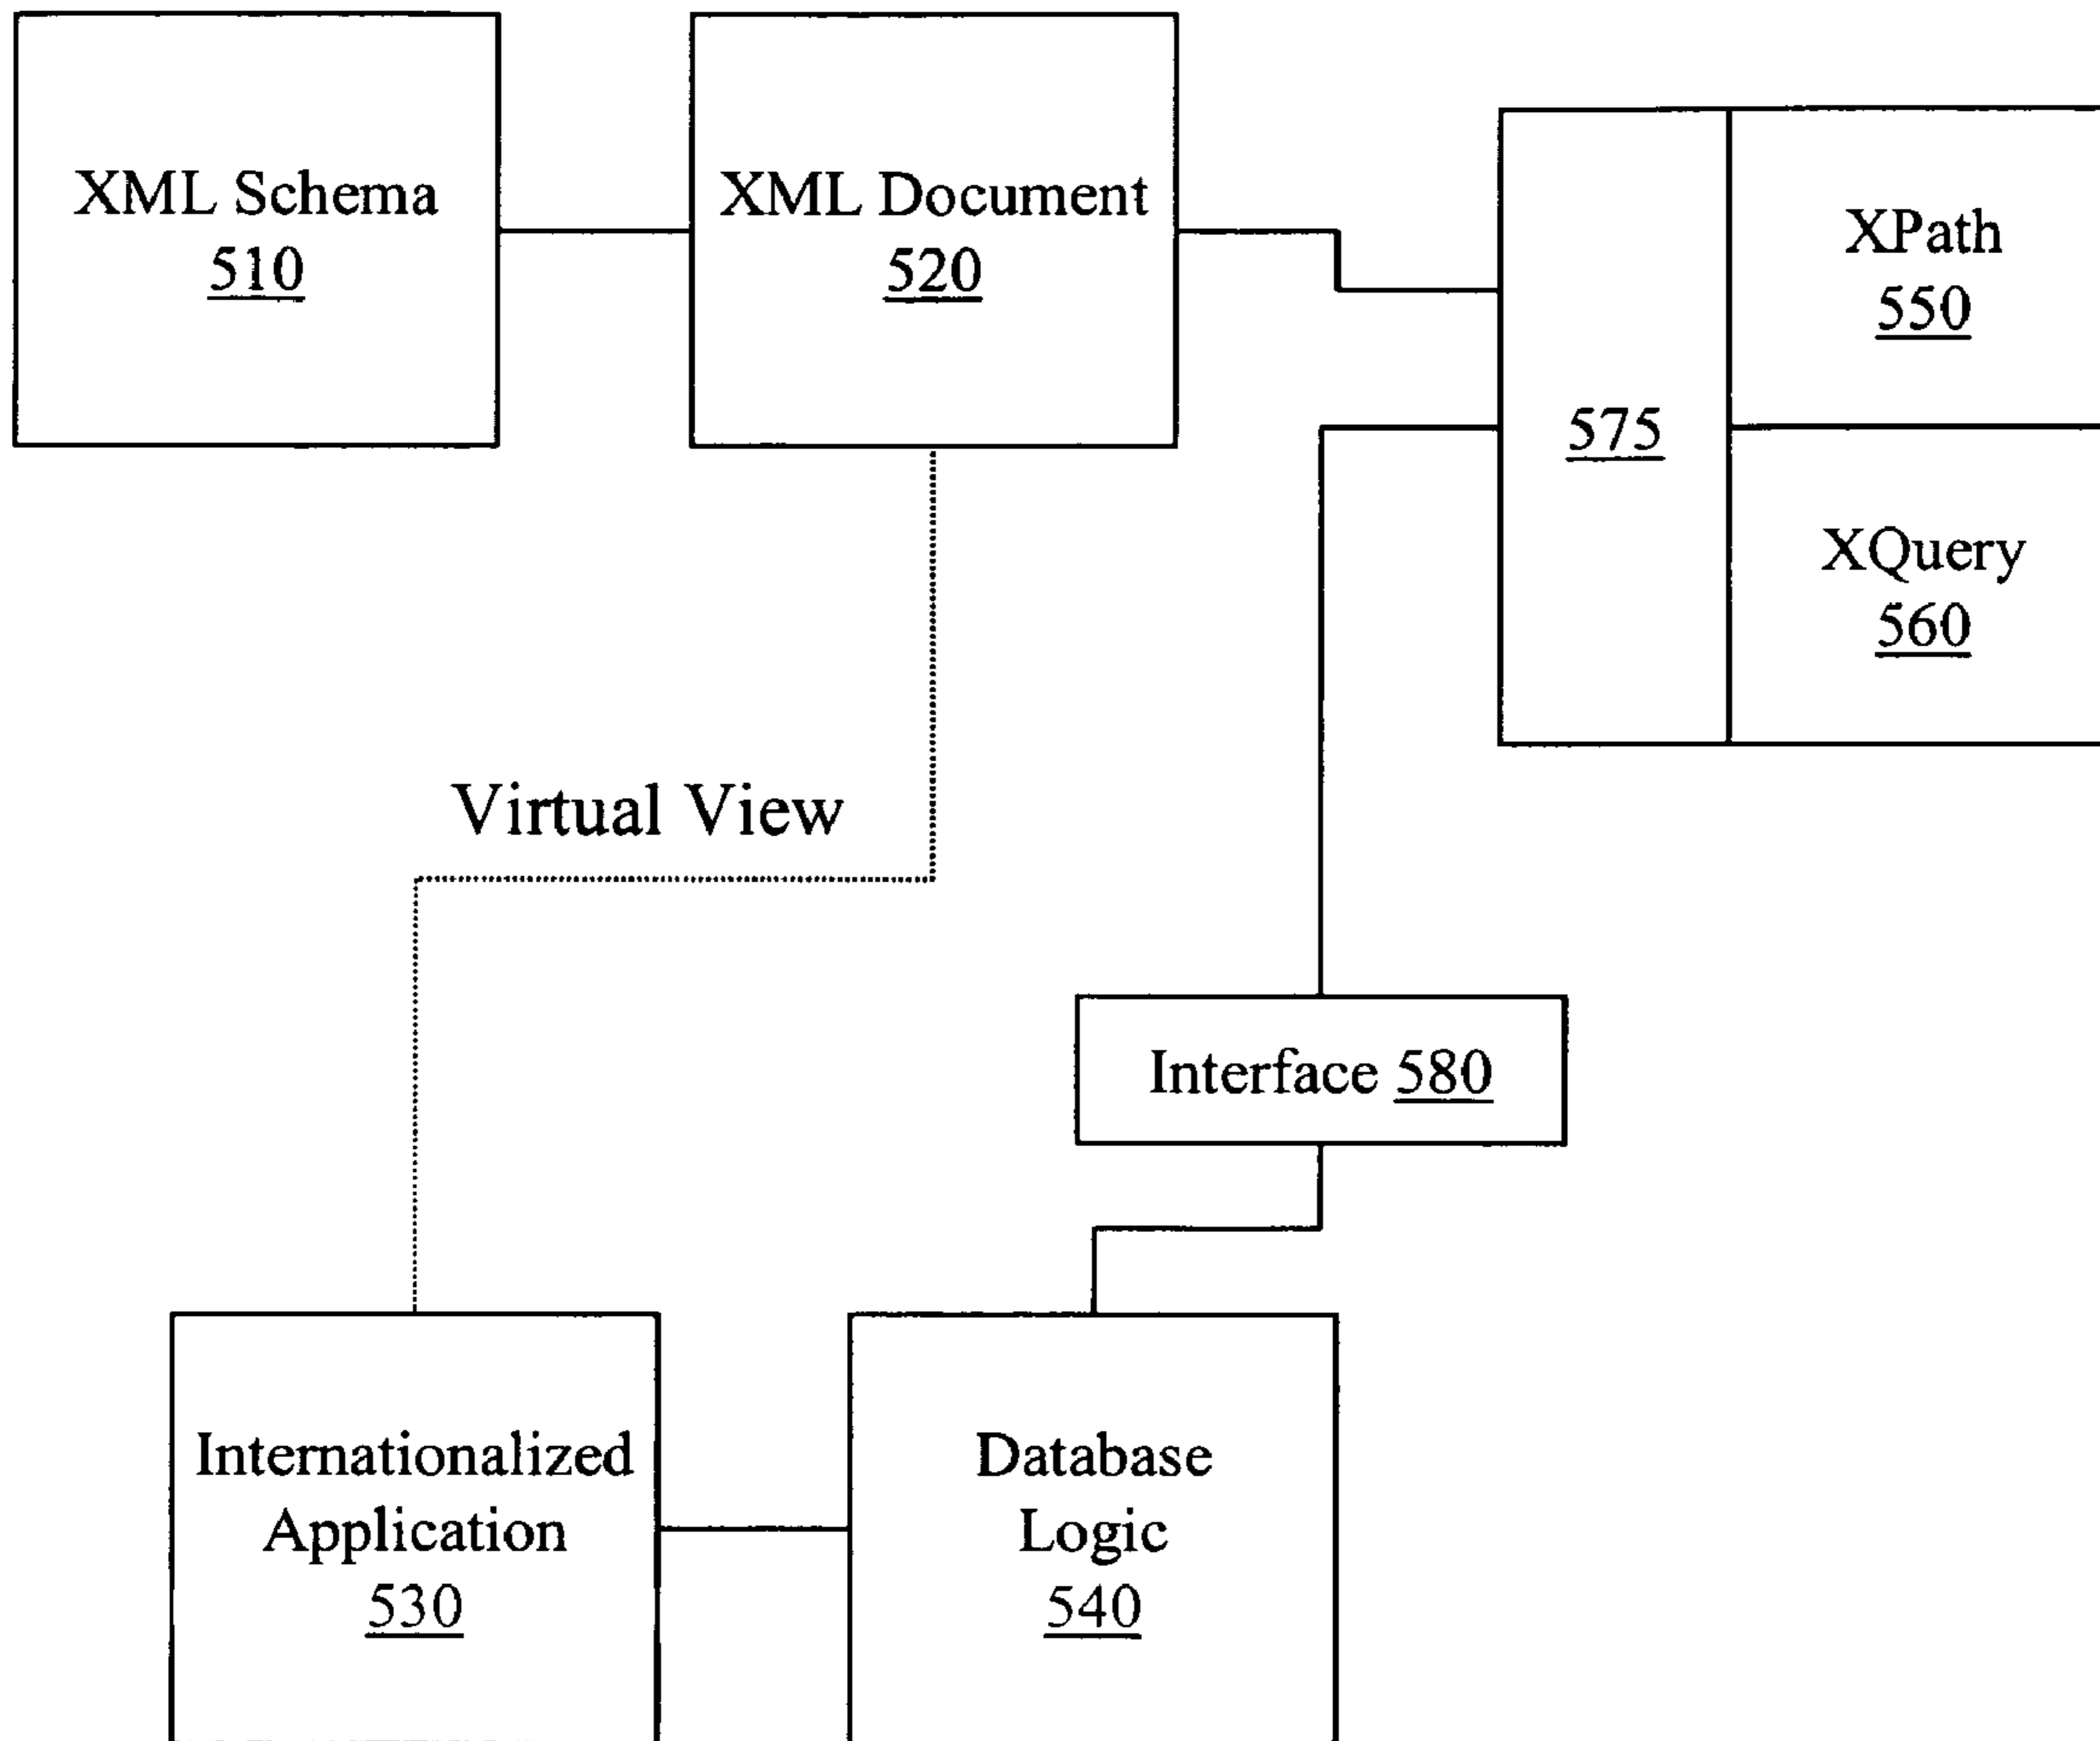 XML Schema
510
XML Document
520
XPath
550
575
XQuery
560
Virtual View
Interface 580
Internationalized
Application
530
Database
Logic
540